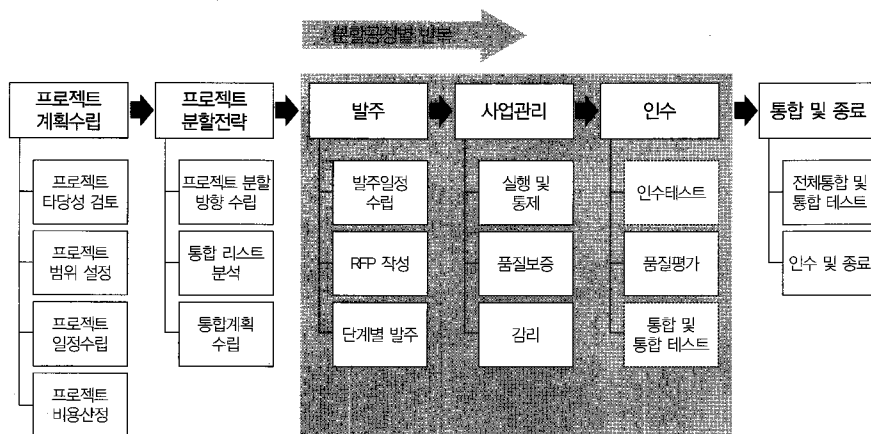 분할공정별 반복
프로젝트
계획수립
프로젝트
타당성 검토
프로젝트
범위 설정
프로젝트
일정수립
프로젝트
비용산정
프로젝트
분할전략
프로젝트 분할
방향 수립
통합 리스트
분석
통합계획
수립
발주
발주일정
수립
RFP 작성
단계별 발주
사업관리
실행 및
통제
품질보증
감리
인수
인수테스트
품질평가
통합 및
통합 테스트
통합 및 종료
전체통합 및
통합 테스트
인수 및 종료